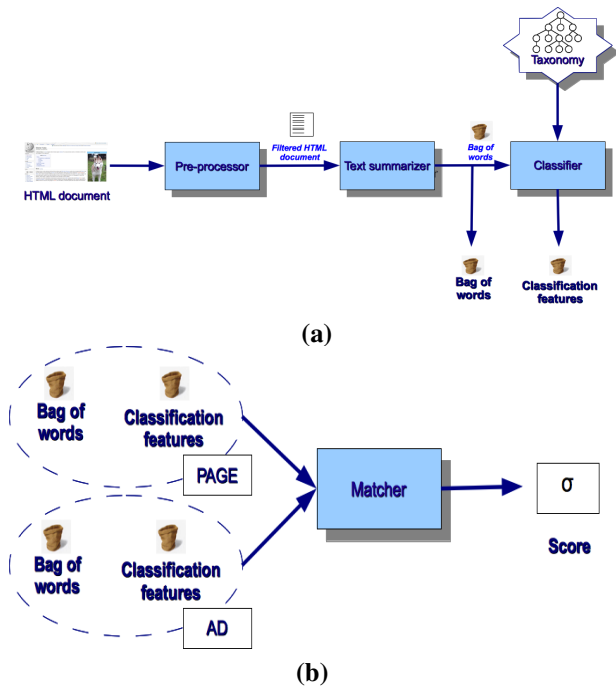 Taxonomy
Filtered HTML
document
Bag of
words
Pre-processor
Text summarizer
Classifier
HTML document
Bag of
words
Classification
features
(a)
Bag of
words
Classification
features
PAGE
Matcher
σ
Score
Bag of
words
Classification
features
AD
(b)